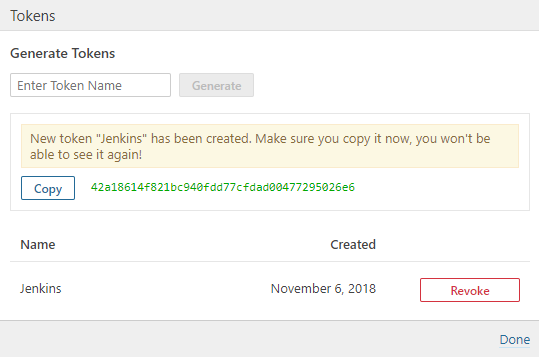 Tokens
Generate Tokens
Enter Token Name
Generate
New token "Jenkins" has been created. Make sure you copy it now, you won't be
able to see it again!
Copy 42a18614f821bc940fdd77cfdad00477295026e6
Name Created
Jenkins November 6, 2018 Revoke
Done